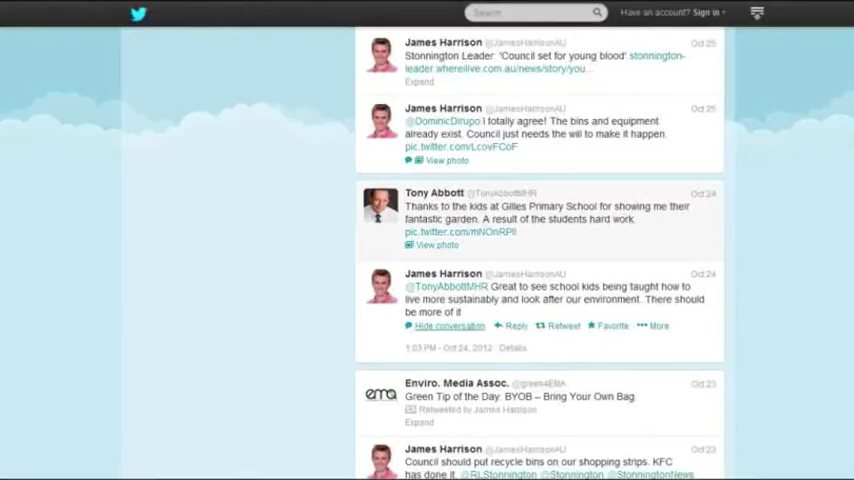 Search
Have an account? Sign in
James Harrison @JamesHarrisonAU Oct 25
Stonnington Leader: 'Council set for young blood' stonnington-
leader.whereilive.com.au/news/story/you...
Expand
James Harrison @JamesHarrisonAU Oct 25
@DominicDirupo I totally agree! The bins and equipment
already exist. Council just needs the will to make it happen.
pic.twitter.com/LcovFCoF
View photo
Tony Abbott @TonyAbbottMHR Oct 24
Thanks to the kids at Gilles Primary School for showing me their
fantastic garden. A result of the students hard work.
pic.twitter.com/mNOnRPll
View photo
James Harrison @JamesHarrisonAU Oct 24
@TonyAbbottMHR Great to see school kids being taught how to
live more sustainably and look after our environment. There should
be more of it
Hide conversation Reply Retweet Favorite More
1:03 PM - Oct 24, 2012 Details
ema
Enviro. Media Assoc. @green4EMA Oct 23
Green Tip of the Day: BYOB – Bring Your Own Bag.
Retweeted by James Harrison
Expand
James Harrison @JamesHarrisonAU Oct 23
Council should put recycle bins on our shopping strips. KFC
has done it. @RLStonnington @Stonnington @StonningtonNews